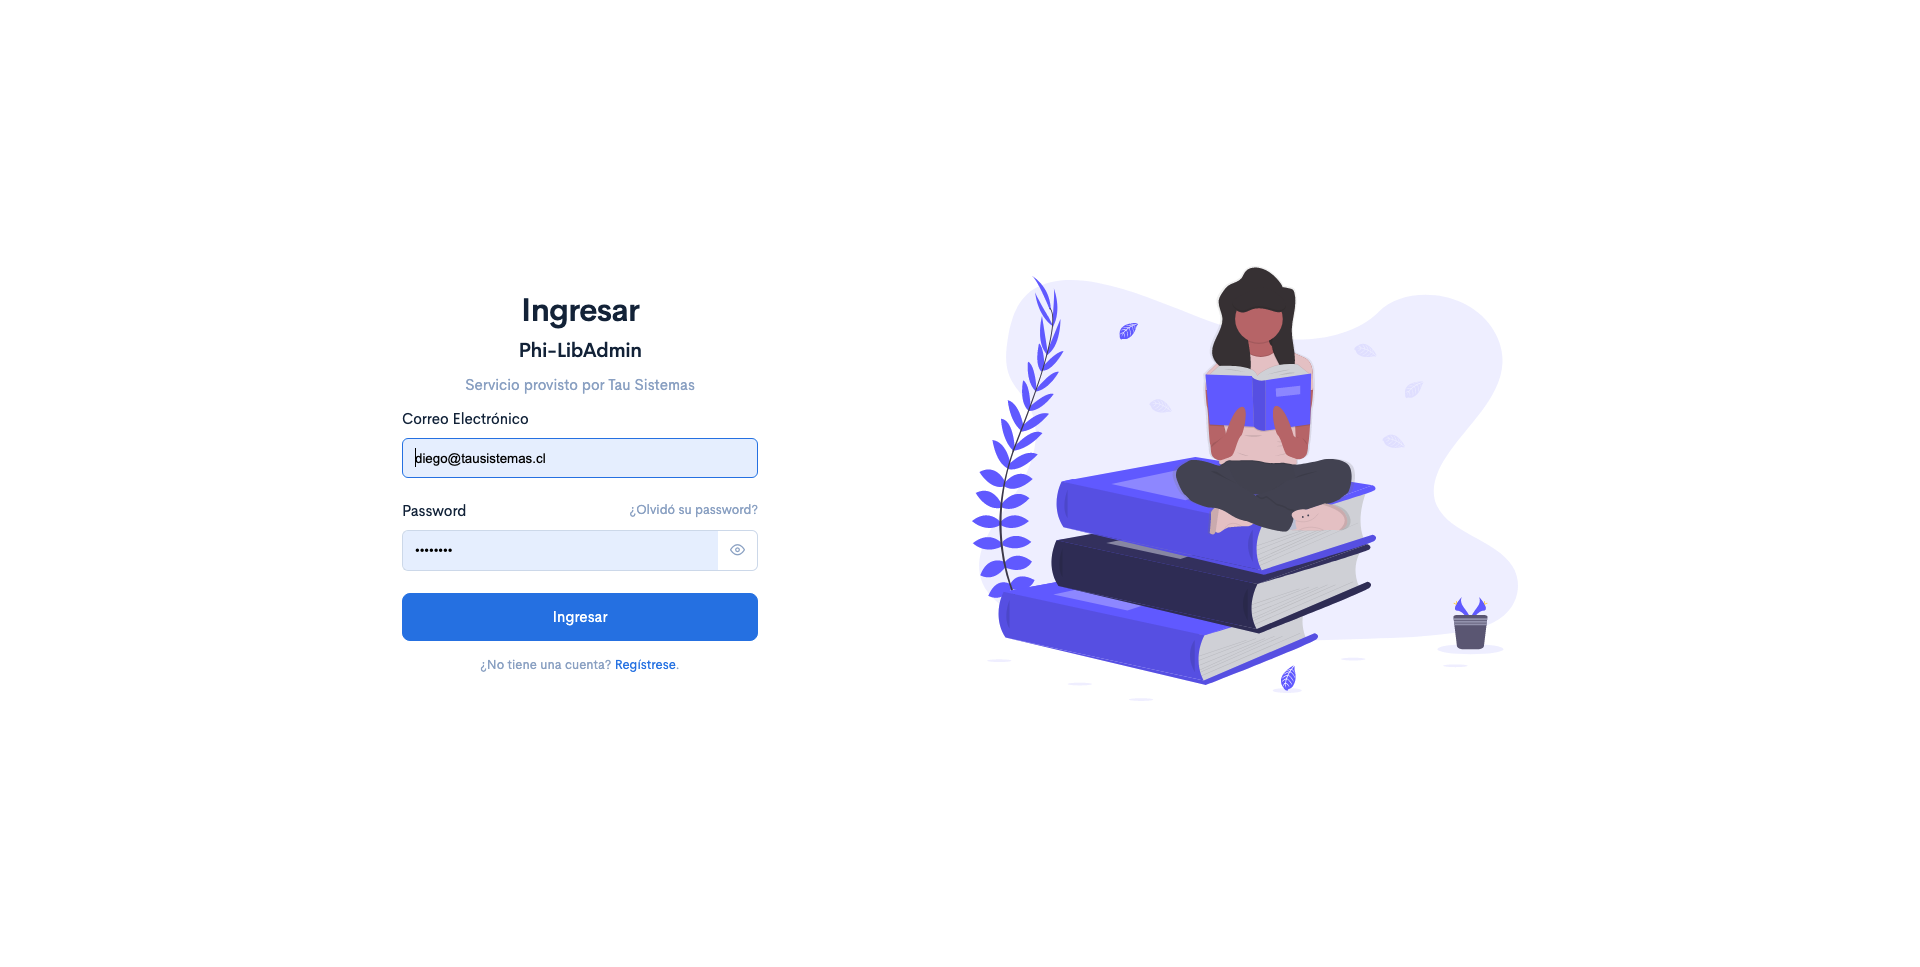 Ingresar
Phi-LibAdmin
Servicio provisto por Tau Sistemas
Correo Electrónico
diego@tausistemas.cl
Password
¿Olvidó su password?
••••••••
Ingresar
¿No tiene una cuenta? Regístrese.